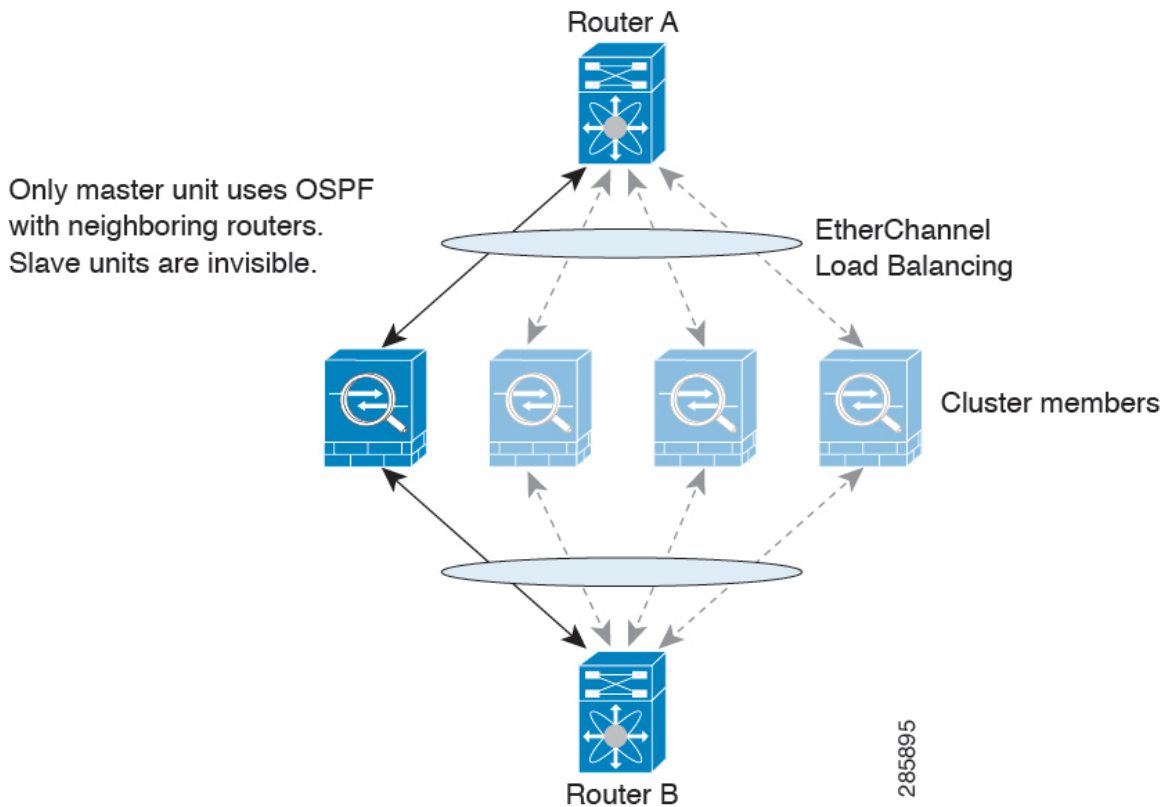 Router A
Only master unit uses OSPF
with neighboring routers.
Slave units are invisible.
EtherChannel
Load Balancing
Cluster members
Router B
285895